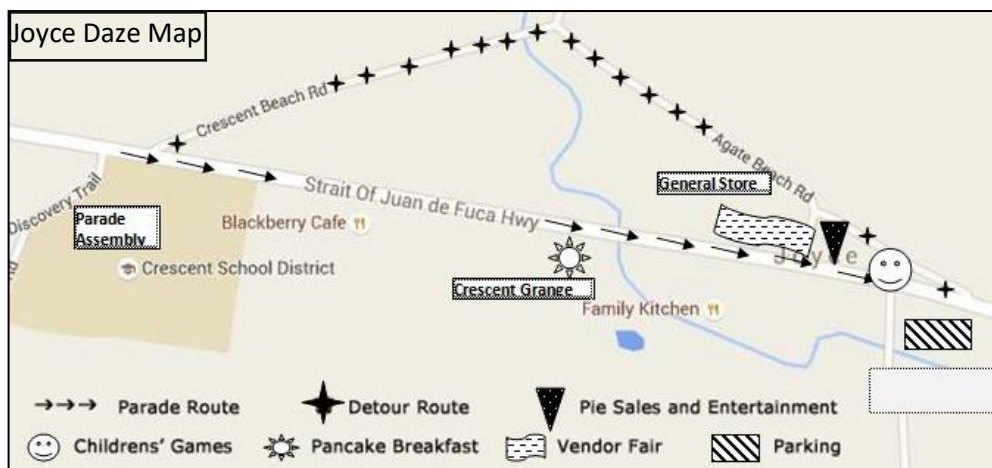 Joyce Daze Map
Crescent Beach Rd
Agate Beach Rd
General Store
Discovery Trail
Strait Of Juan de Fuca Hwy
Parade
Assembly
Blackberry Cafe
Joyce
Crescent School District
Crescent Grange
Family Kitchen
Parade Route
Detour Route
Pie Sales and Entertainment
Childrens' Games
Pancake Breakfast
Vendor Fair
Parking